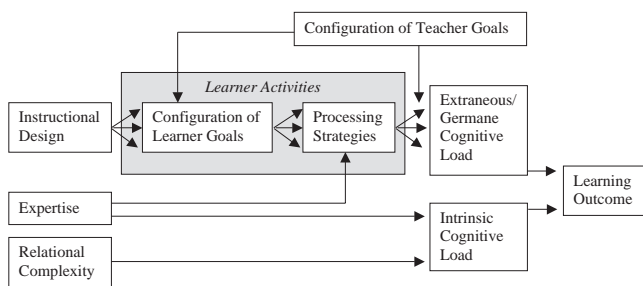 Configuration of Teacher Goals
Learner Activities
Instructional
Design
Configuration of
Learner Goals
Processing
Strategies
Extraneous/
Germane
Cognitive
Load
Learning
Outcome
Expertise
Intrinsic
Cognitive
Load
Relational
Complexity